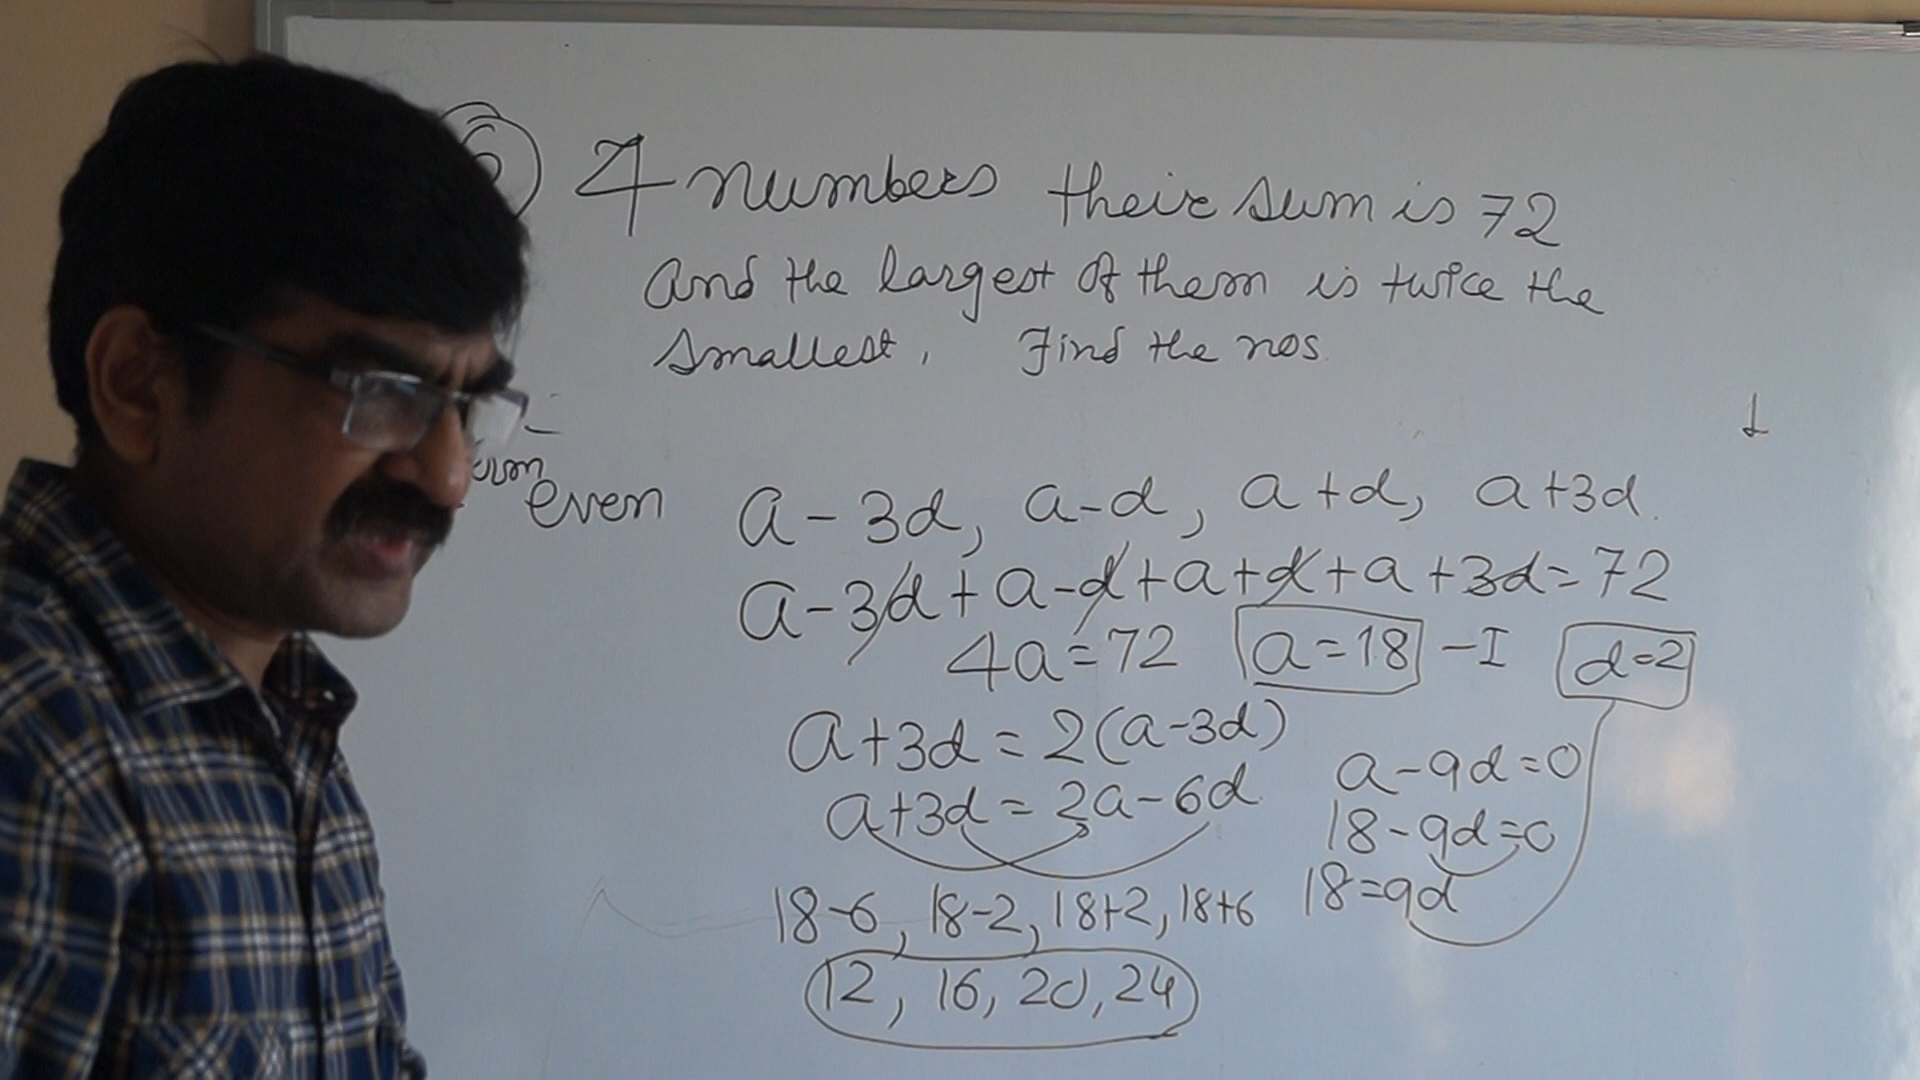 4 numbers their sum is 72
and the largest of them is twice the
smallest, Find the nos.
even a-3d, a-d, a+d, a+3d.
a-3d+a-d+a+d+a+3d=72
4a=72 a=18 -I d=2
a+3d=2(a-3d)
a+3d=2a-6d
a-9d=0
18-9d=0
18=9d
18-6, 18-2, 18+2, 18+6
12, 16, 20, 24